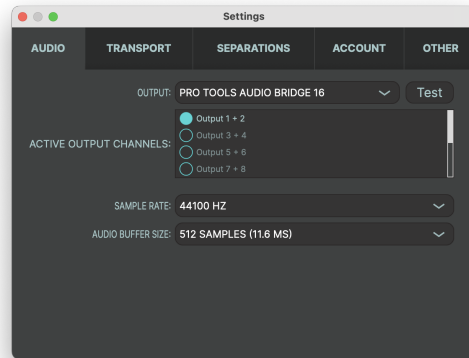 Settings
AUDIO TRANSPORT SEPARATIONS ACCOUNT OTHER
OUTPUT: PRO TOOLS AUDIO BRIDGE 16 Test
ACTIVE OUTPUT CHANNELS:
Output 1 + 2
Output 3 + 4
Output 5 + 6
Output 7 + 8
SAMPLE RATE: 44100 HZ
AUDIO BUFFER SIZE: 512 SAMPLES (11.6 MS)